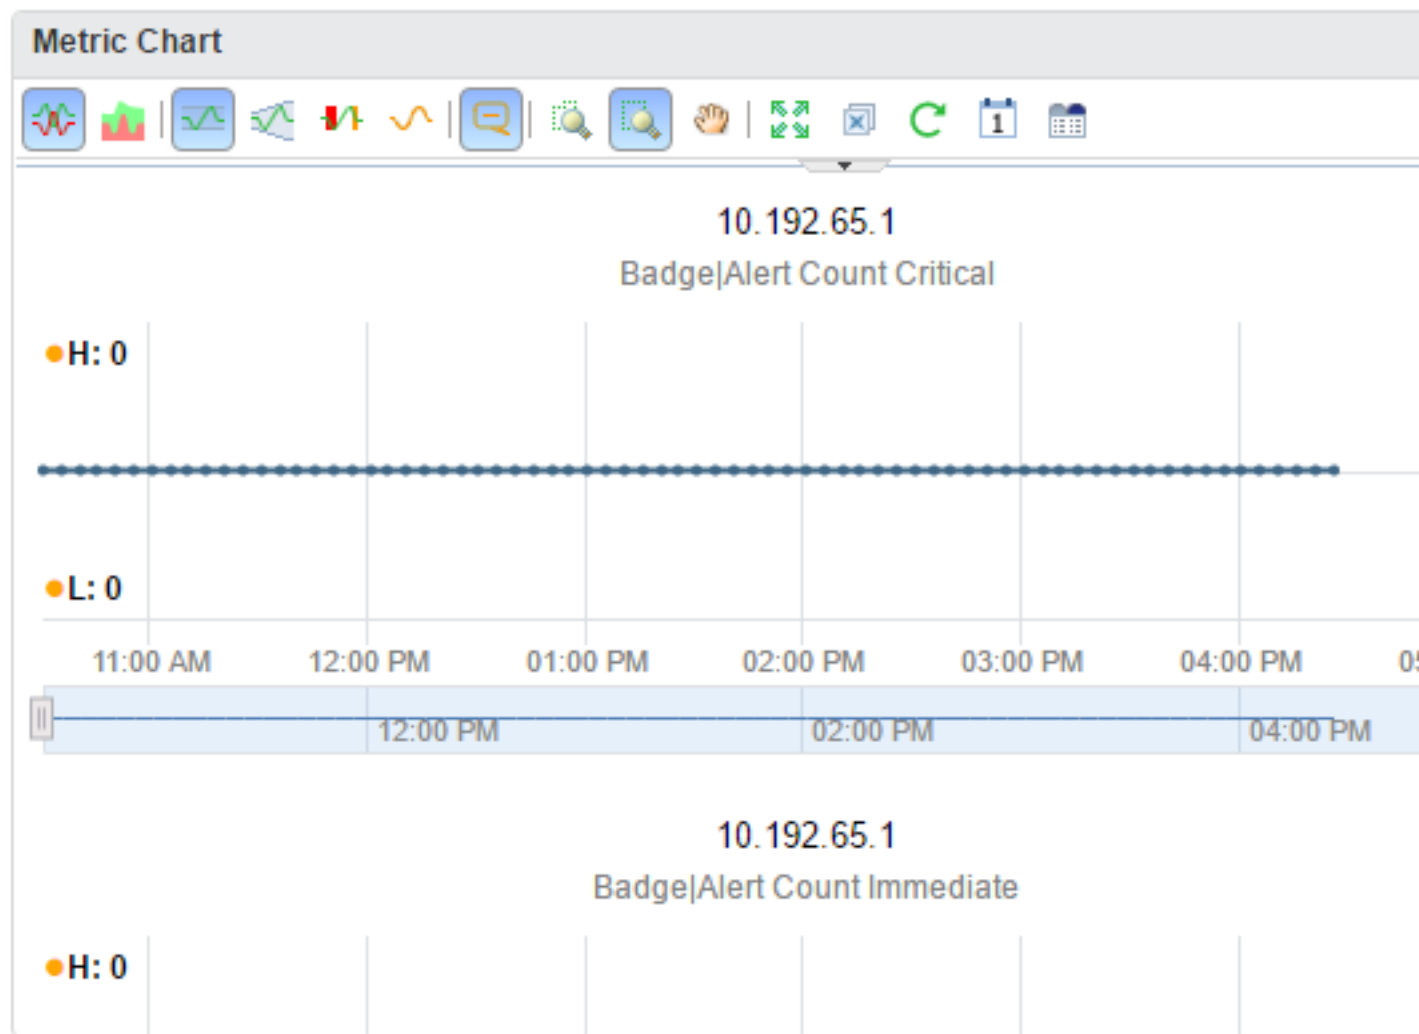 Metric Chart
1
10.192.65.1
Badge|Alert Count Critical
H: 0
L: 0
11:00 AM 12:00 PM 01:00 PM 02:00 PM 03:00 PM 04:00 PM
12:00 PM 02:00 PM 04:00 PM
10.192.65.1
Badge|Alert Count Immediate
H: 0